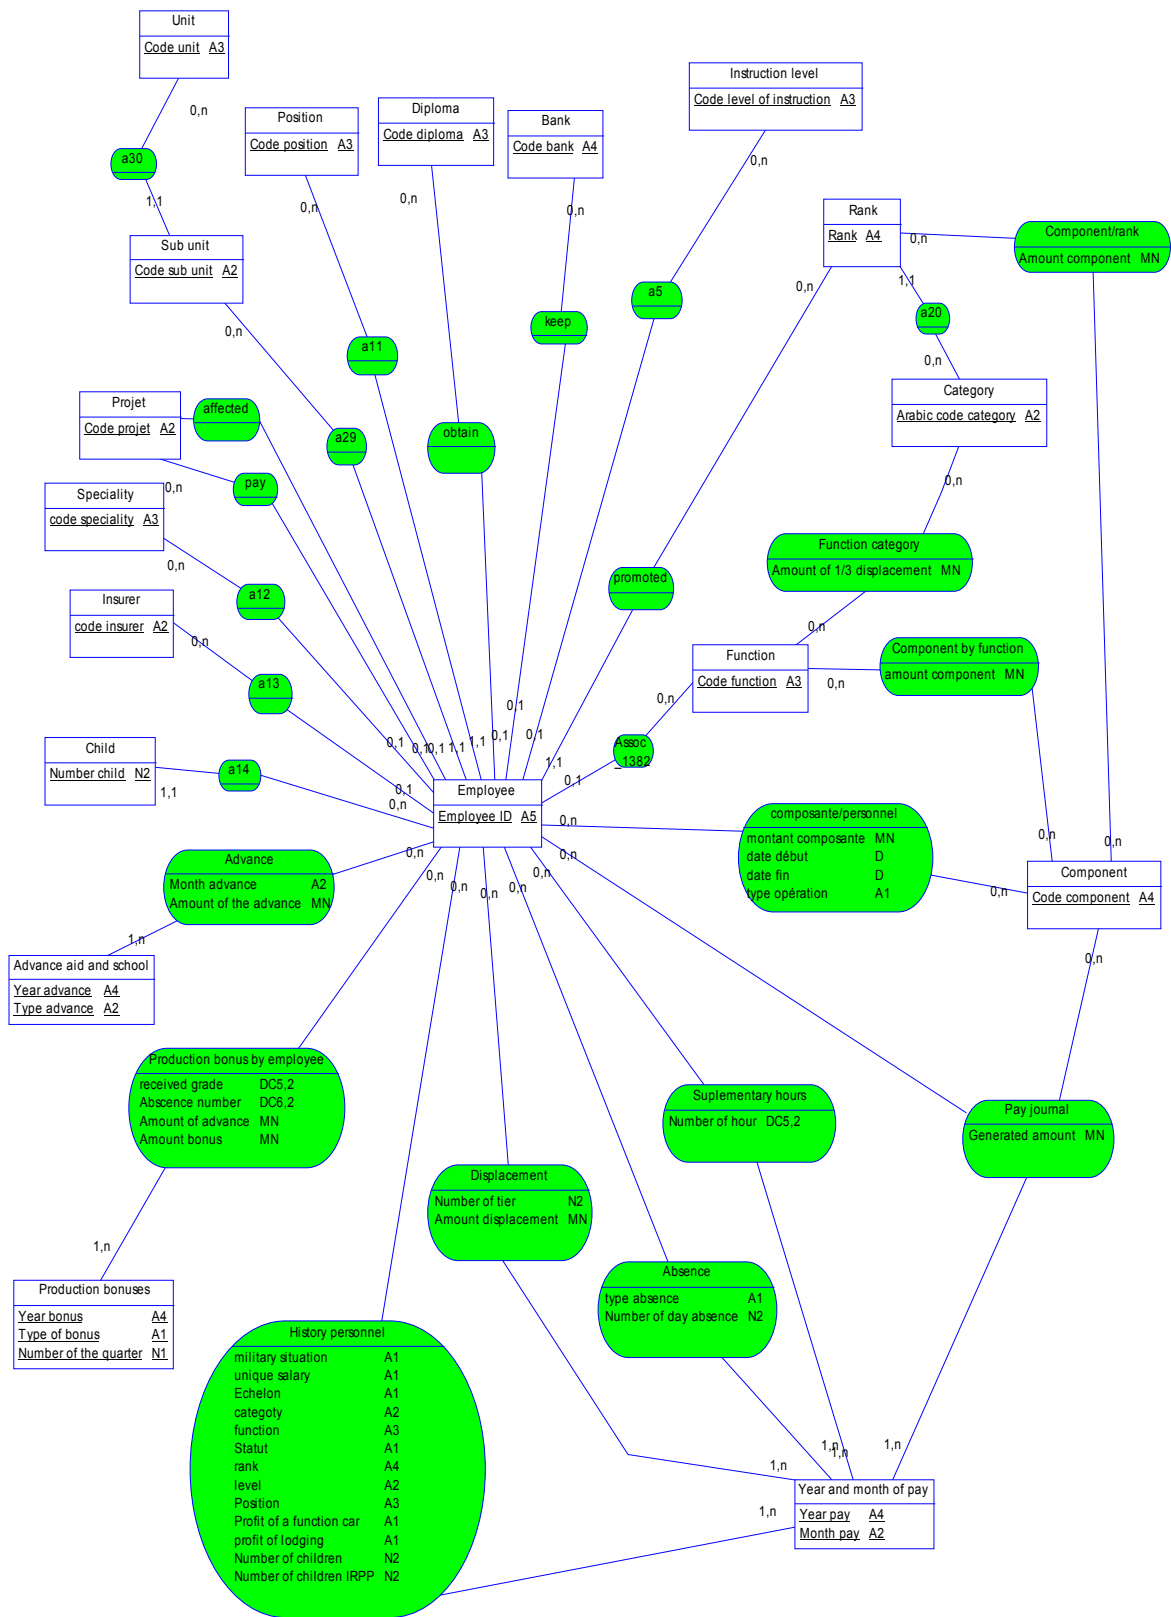 Unit
Code unit A3
0,n
a30
1,1
Sub unit
Code sub unit A2
0,n
Position
Code position A3
0,n
a11
Diploma
Code diploma A3
0,n
obtain
Bank
Code bank A4
0,n
keep
Instruction level
Code level of instruction A3
0,n
a5
Rank
Rank A4
0,n
0,n
1,1
Component/rank
Amount component MN
a20
0,n
Category
Arabic code category A2
0,n
Projet
Code projet A2
affected
a29
0,n
pay
Speciality
code speciality A3
0,n
a12
Function category
Amount of 1/3 displacement MN
promoted
Insurer
code insurer A2
0,n
a13
0,n
Function
Code function A3
0,n
0,n
Component by function
amount component MN
Child
Number child N2
1,1
a14
0,n
0,1
0,1
0,1
0,1
1,1
1,1
0,1
0,1
0,1
1,1
0,1
Assoc
_1382
Employee
Employee ID A5
0,n
composante/personnel
montant composante MN
date début D
date fin D
type opération A1
0,n
0,n
0,n
Component
Code component A4
0,n
Advance
Month advance A2
Amount of the advance MN
0,n
0,n
0,n
0,n
0,n
0,n
0,n
1,n
Advance aid and school
Year advance A4
Type advance A2
Production bonus by employee
received grade DC5,2
Abscence number DC6,2
Amount of advance MN
Amount bonus MN
Suplementary hours
Number of hour DC5,2
Pay journal
Generated amount MN
Displacement
Number of tier N2
Amount displacement MN
1,n
Production bonuses
Year bonus A4
Type of bonus A1
Number of the quarter N1
Absence
type absence A1
Number of day absence N2
History personnel
military situation A1
unique salary A1
Echelon A1
categoty A2
function A3
Statut A1
rank A4
level A2
Position A3
Profit of a function car A1
profit of lodging A1
Number of children N2
Number of children IRPP N2
1,n
1,n
1,n
1,n
1,n
Year and month of pay
Year pay A4
Month pay A2